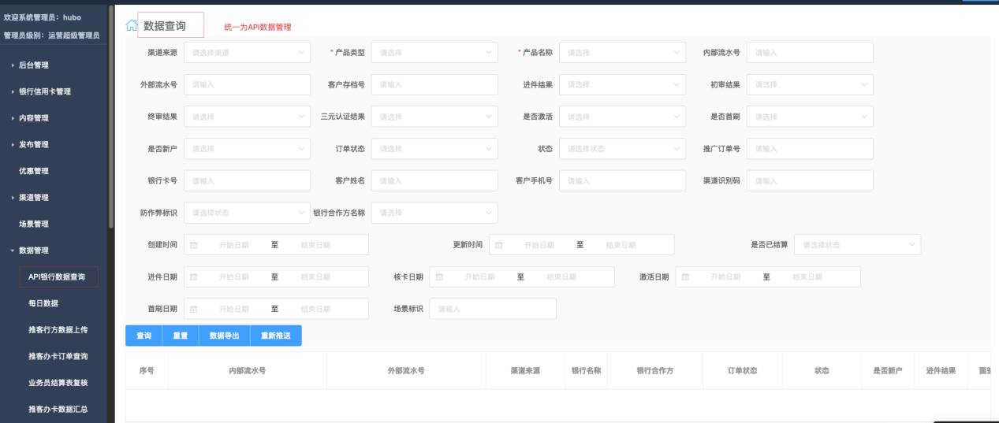 欢迎系统管理员：hubo
管理员级别：运营超级管理员
后台管理
银行信用卡管理
内容管理
发布管理
优惠管理
渠道管理
场景管理
数据管理
API银行数据查询
每日数据
推客行方数据上传
推客办卡订单查询
业务员结算表复核
推客办卡数据汇总
数据查询 统一为API数据管理
渠道来源 请选择渠道 * 产品类型 请选择 * 产品名称 请选择 内部流水号 请输入
外部流水号 请输入 客户存档号 请输入 进件结果 请选择 初审结果 请选择
终审结果 请选择 三元认证结果 请选择 是否激活 请选择 是否首刷 请选择
是否新户 请选择 订单状态 请选择 状态 请选择状态 推广订单号 请输入
银行卡号 请输入 客户姓名 请输入 客户手机号 请输入 渠道识别码 请输入
防作弊标识 请选择状态 银行合作方名称 请选择
创建时间 开始日期 至 结束日期 更新时间 开始日期 至 结束日期 是否已结算 请选择状态
进件日期 开始日期 至 结束日期 核卡日期 开始日期 至 结束日期 激活日期 开始日期 至 结束日期
首刷日期 开始日期 至 结束日期 场景标识 请输入
查询 重置 数据导出 重新推送
序号 内部流水号 外部流水号 渠道来源 银行名称 银行合作方 订单状态 状态 是否新户 进件结果 面